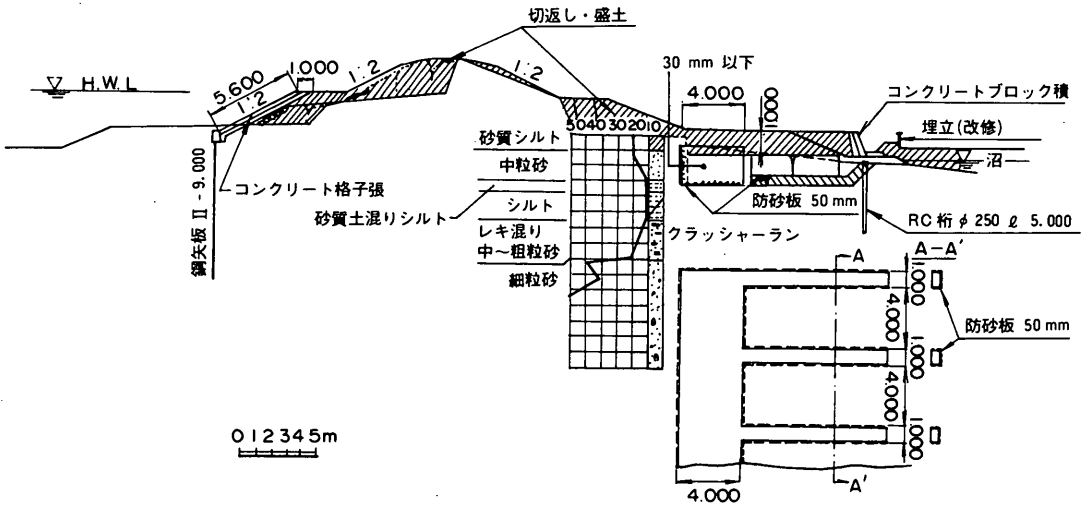 切返し・盛土
30 mm 以下
H.W.L
5.600
1.000
1:2
1:2
1:2
4.000
1.000
コンクリートブロック積
埋立(改修)
沼
50 40 30 20 10
砂質シルト
中粒砂
コンクリート格子張
砂質土混りシルト
シルト
レキ混り
中〜粗粒砂
細粒砂
鋼矢板 II - 9.000
防砂板 50 mm
クラッシャーラン
RC 桁 φ 250 ℓ 5.000
A
A-A'
1.000
4.000
1.000
4.000
1.000
防砂板 50 mm
A'
4.000
0 1 2 3 4 5m